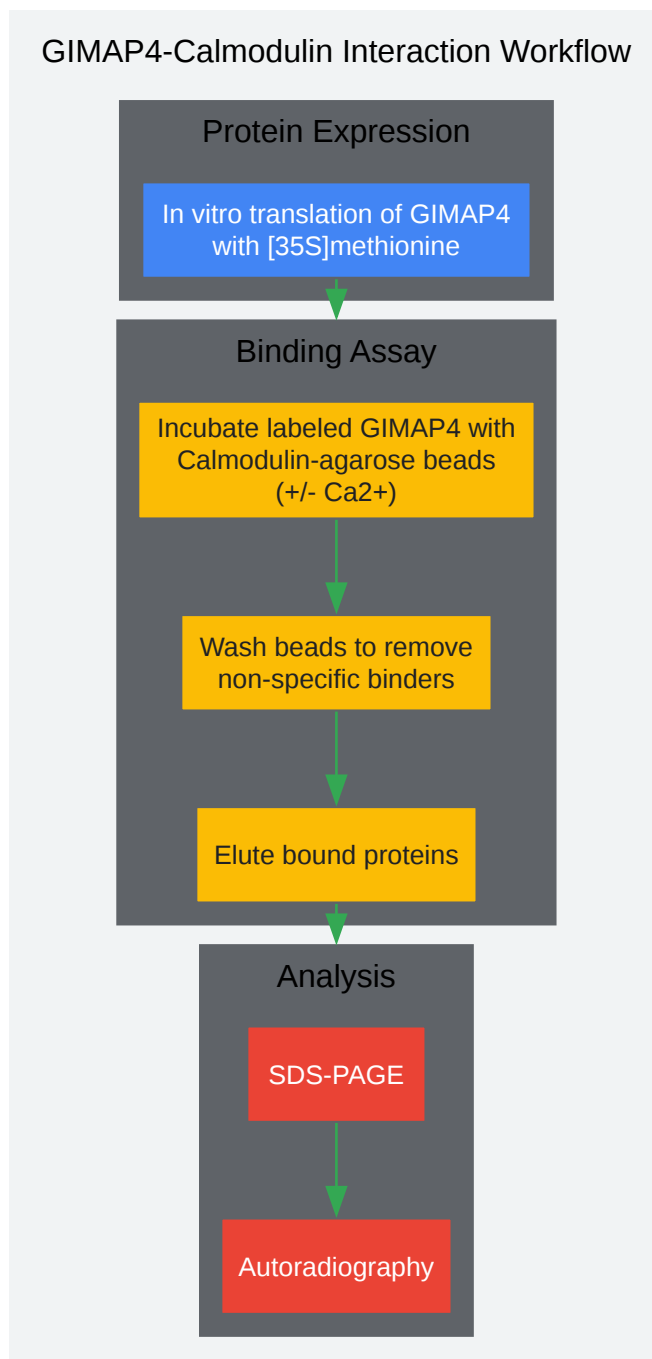 GIMAP4-Calmodulin Interaction Workflow
Protein Expression
In vitro translation of GIMAP4
with [35S]methionine
Binding Assay
Incubate labeled GIMAP4 with
Calmodulin-agarose beads
(+/- Ca2+)
Wash beads to remove
non-specific binders
Elute bound proteins
Analysis
SDS-PAGE
Autoradiography